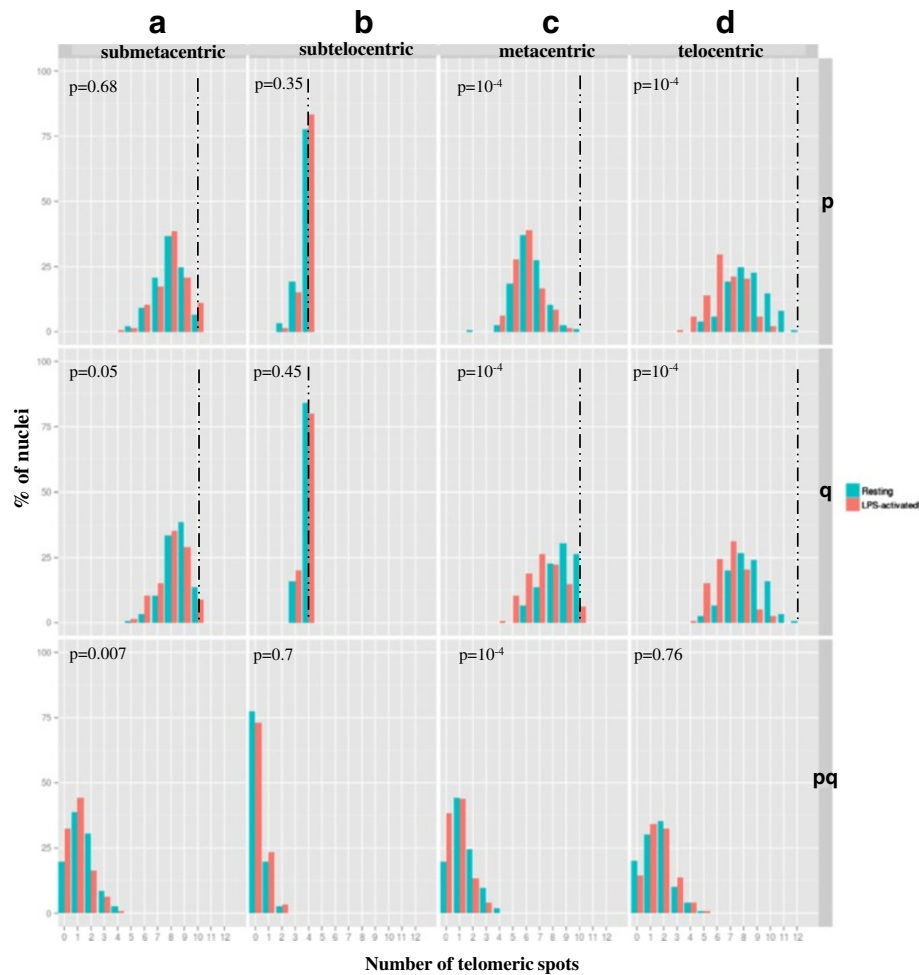 a b c d
submetacentric subtelocentric metacentric telocentric
100 p=0.68 p=0.35 p=10-4 p=10-4
75
50
p
25
0
100 p=0.05 p=0.45 p=10-4 p=10-4
75
% of nuclei
50
q
Resting
LPS-activated
25
0
100 p=0.007 p=0.7 p=10-4 p=0.76
75
50
pq
25
0
0 1 2 3 4 5 6 7 8 9 10 11 12 0 1 2 3 4 5 6 7 8 9 10 11 12 0 1 2 3 4 5 6 7 8 9 10 11 12 0 1 2 3 4 5 6 7 8 9 10 11 12
Number of telomeric spots